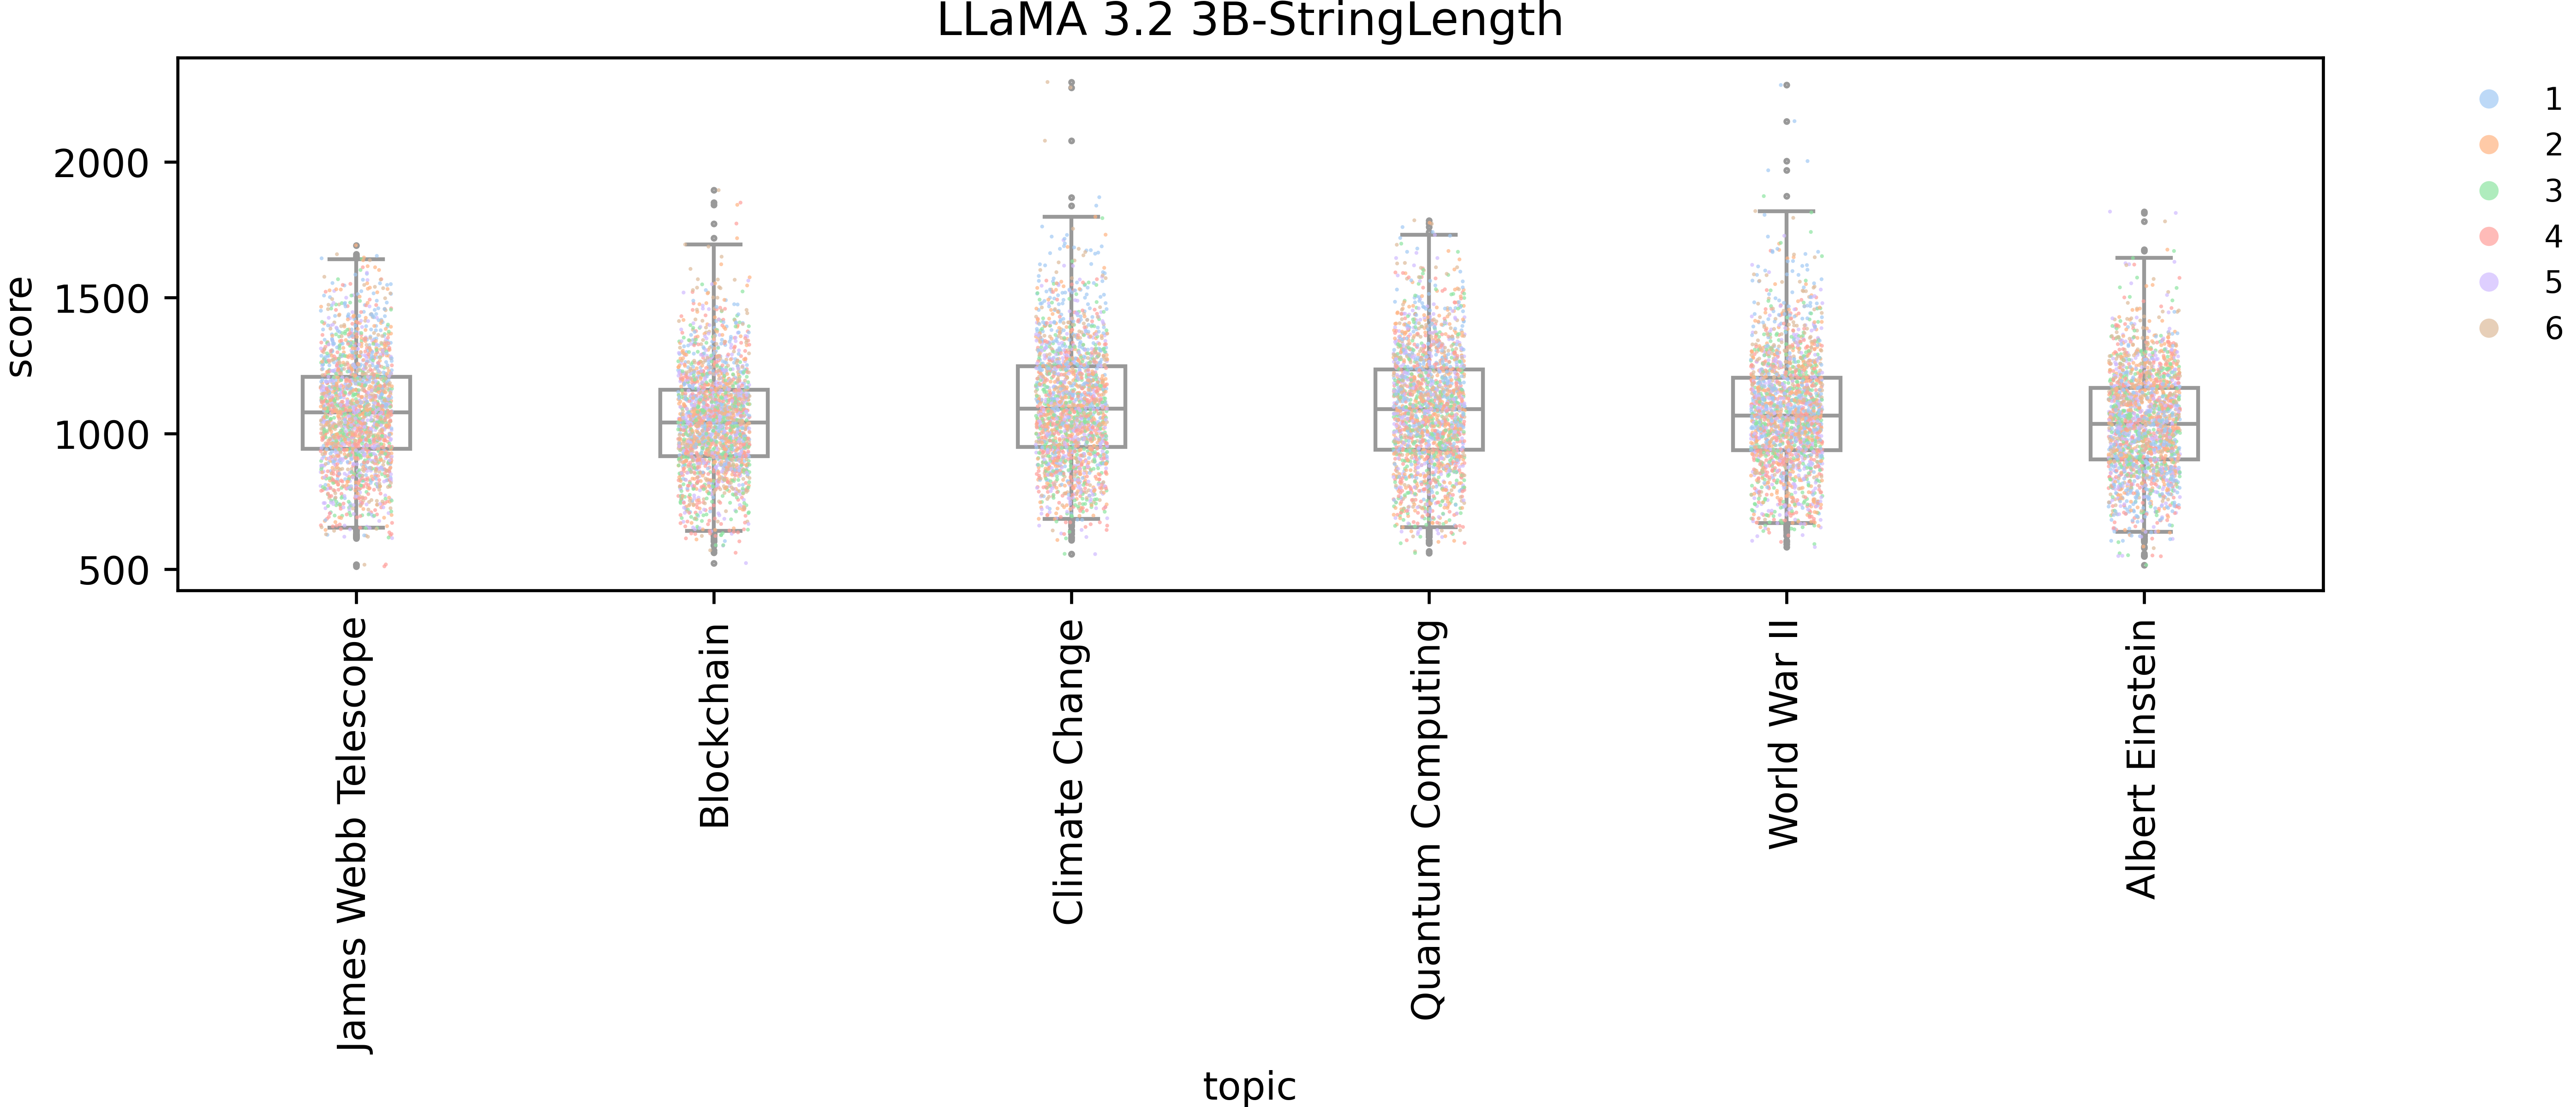 LLaMA 3.2 3B-StringLength
score
2000
1500
1000
500
James Webb Telescope
Blockchain
Climate Change
Quantum Computing
World War II
Albert Einstein
topic
1
2
3
4
5
6